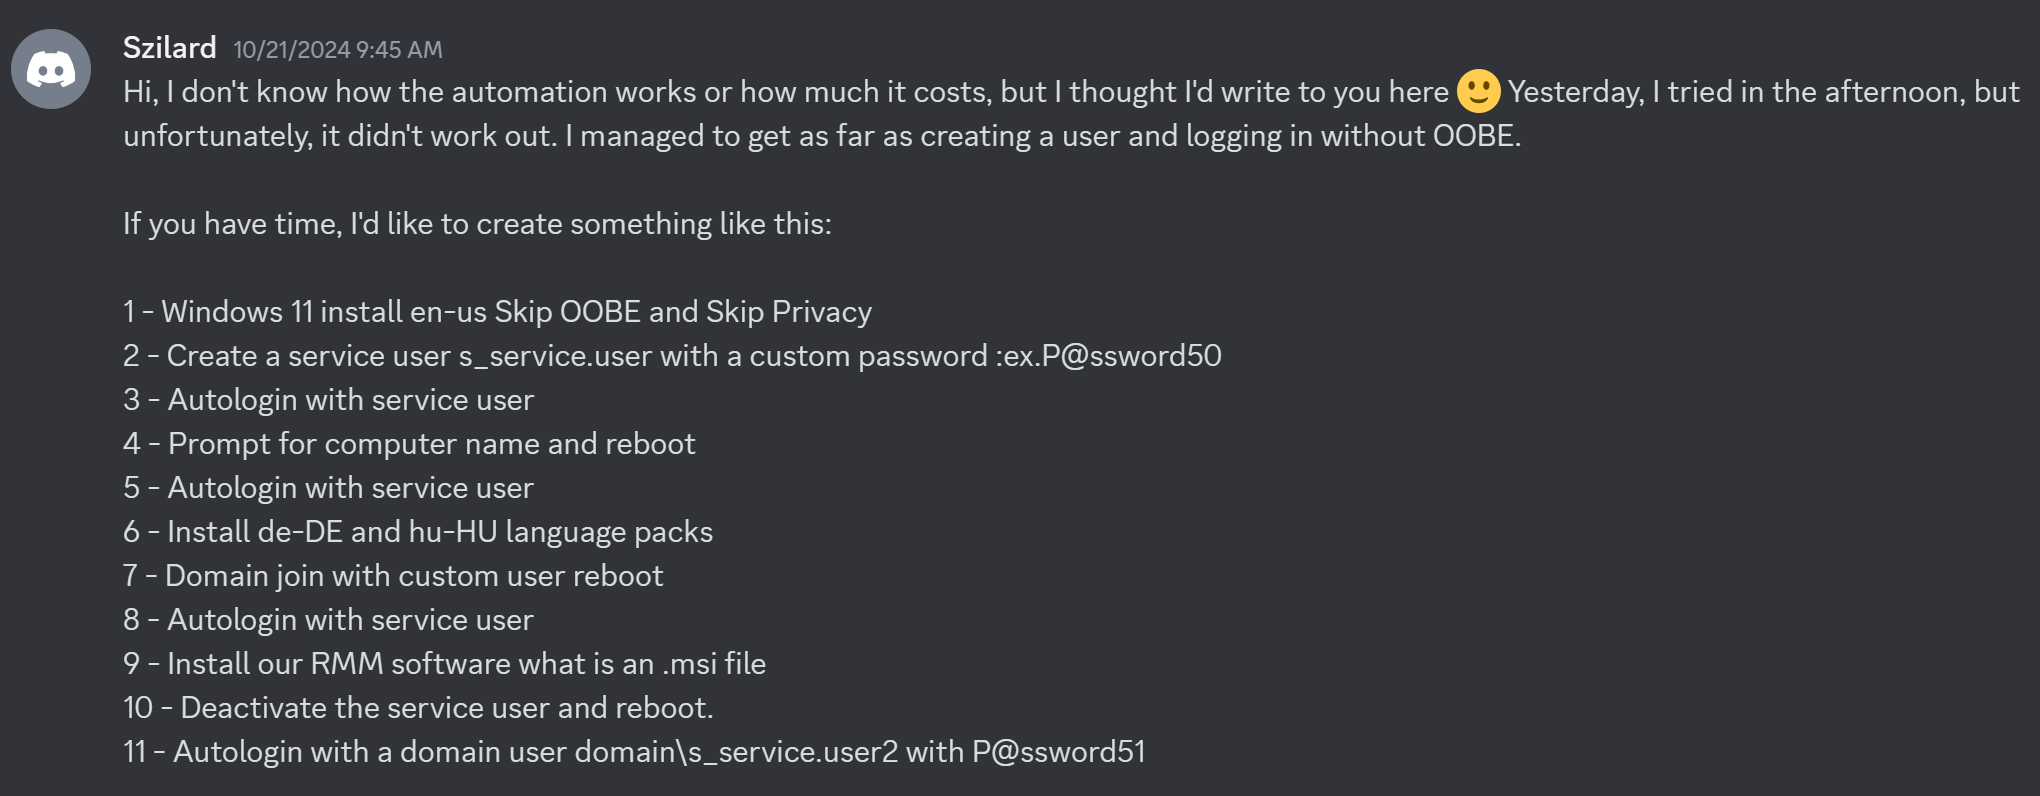 Szilard 10/21/2024 9:45 AM
Hi, I don't know how the automation works or how much it costs, but I thought I'd write to you here 🙂 Yesterday, I tried in the afternoon, but
unfortunately, it didn't work out. I managed to get as far as creating a user and logging in without OOBE.
If you have time, I'd like to create something like this:
1 - Windows 11 install en-us Skip OOBE and Skip Privacy
2 - Create a service user s_service.user with a custom password :ex.P@ssword50
3 - Autologin with service user
4 - Prompt for computer name and reboot
5 - Autologin with service user
6 - Install de-DE and hu-HU language packs
7 - Domain join with custom user reboot
8 - Autologin with service user
9 - Install our RMM software what is an .msi file
10 - Deactivate the service user and reboot.
11 - Autologin with a domain user domain\s_service.user2 with P@ssword51